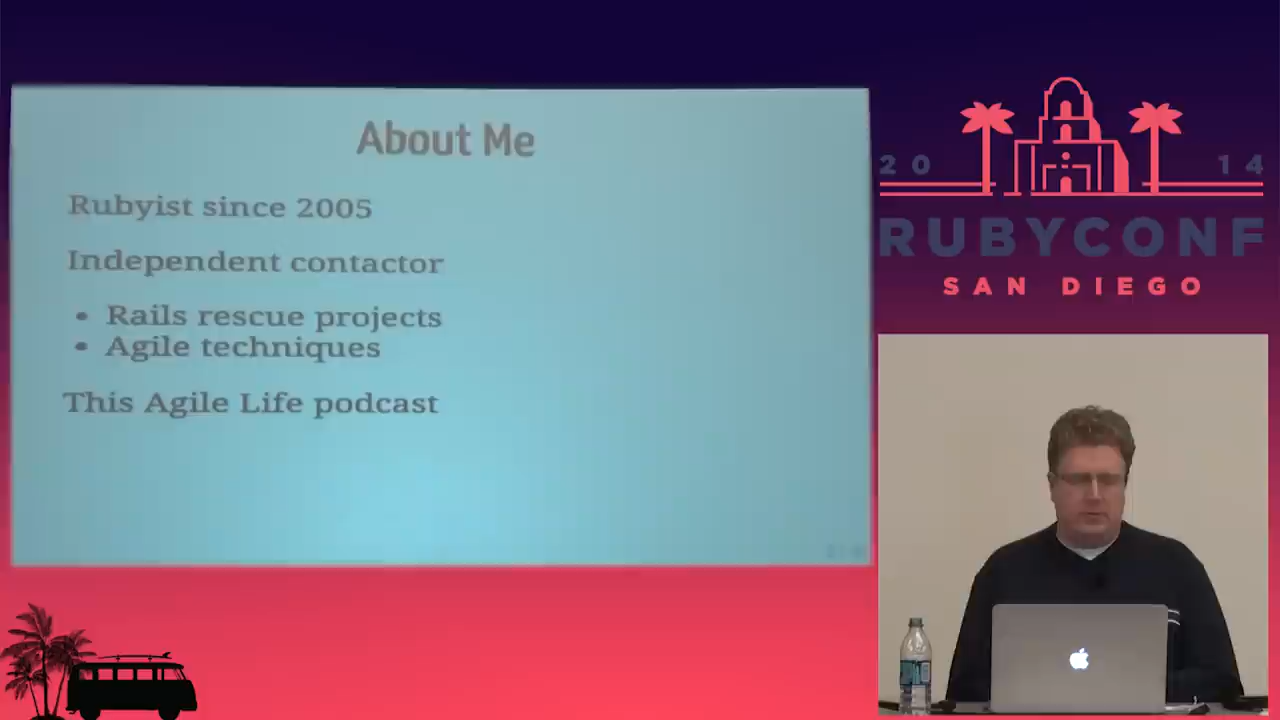 About Me
Rubyist since 2005
Independent contactor
• Rails rescue projects
• Agile techniques
This Agile Life podcast
20 14
RUBYCONF
SAN DIEGO